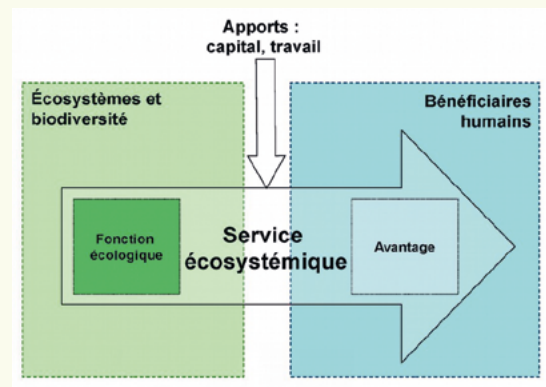 Apports :
capital, travail
Écosystèmes et
biodiversité
Bénéficiaires
humains
Fonction
écologique
Service
écosystémique
Avantage